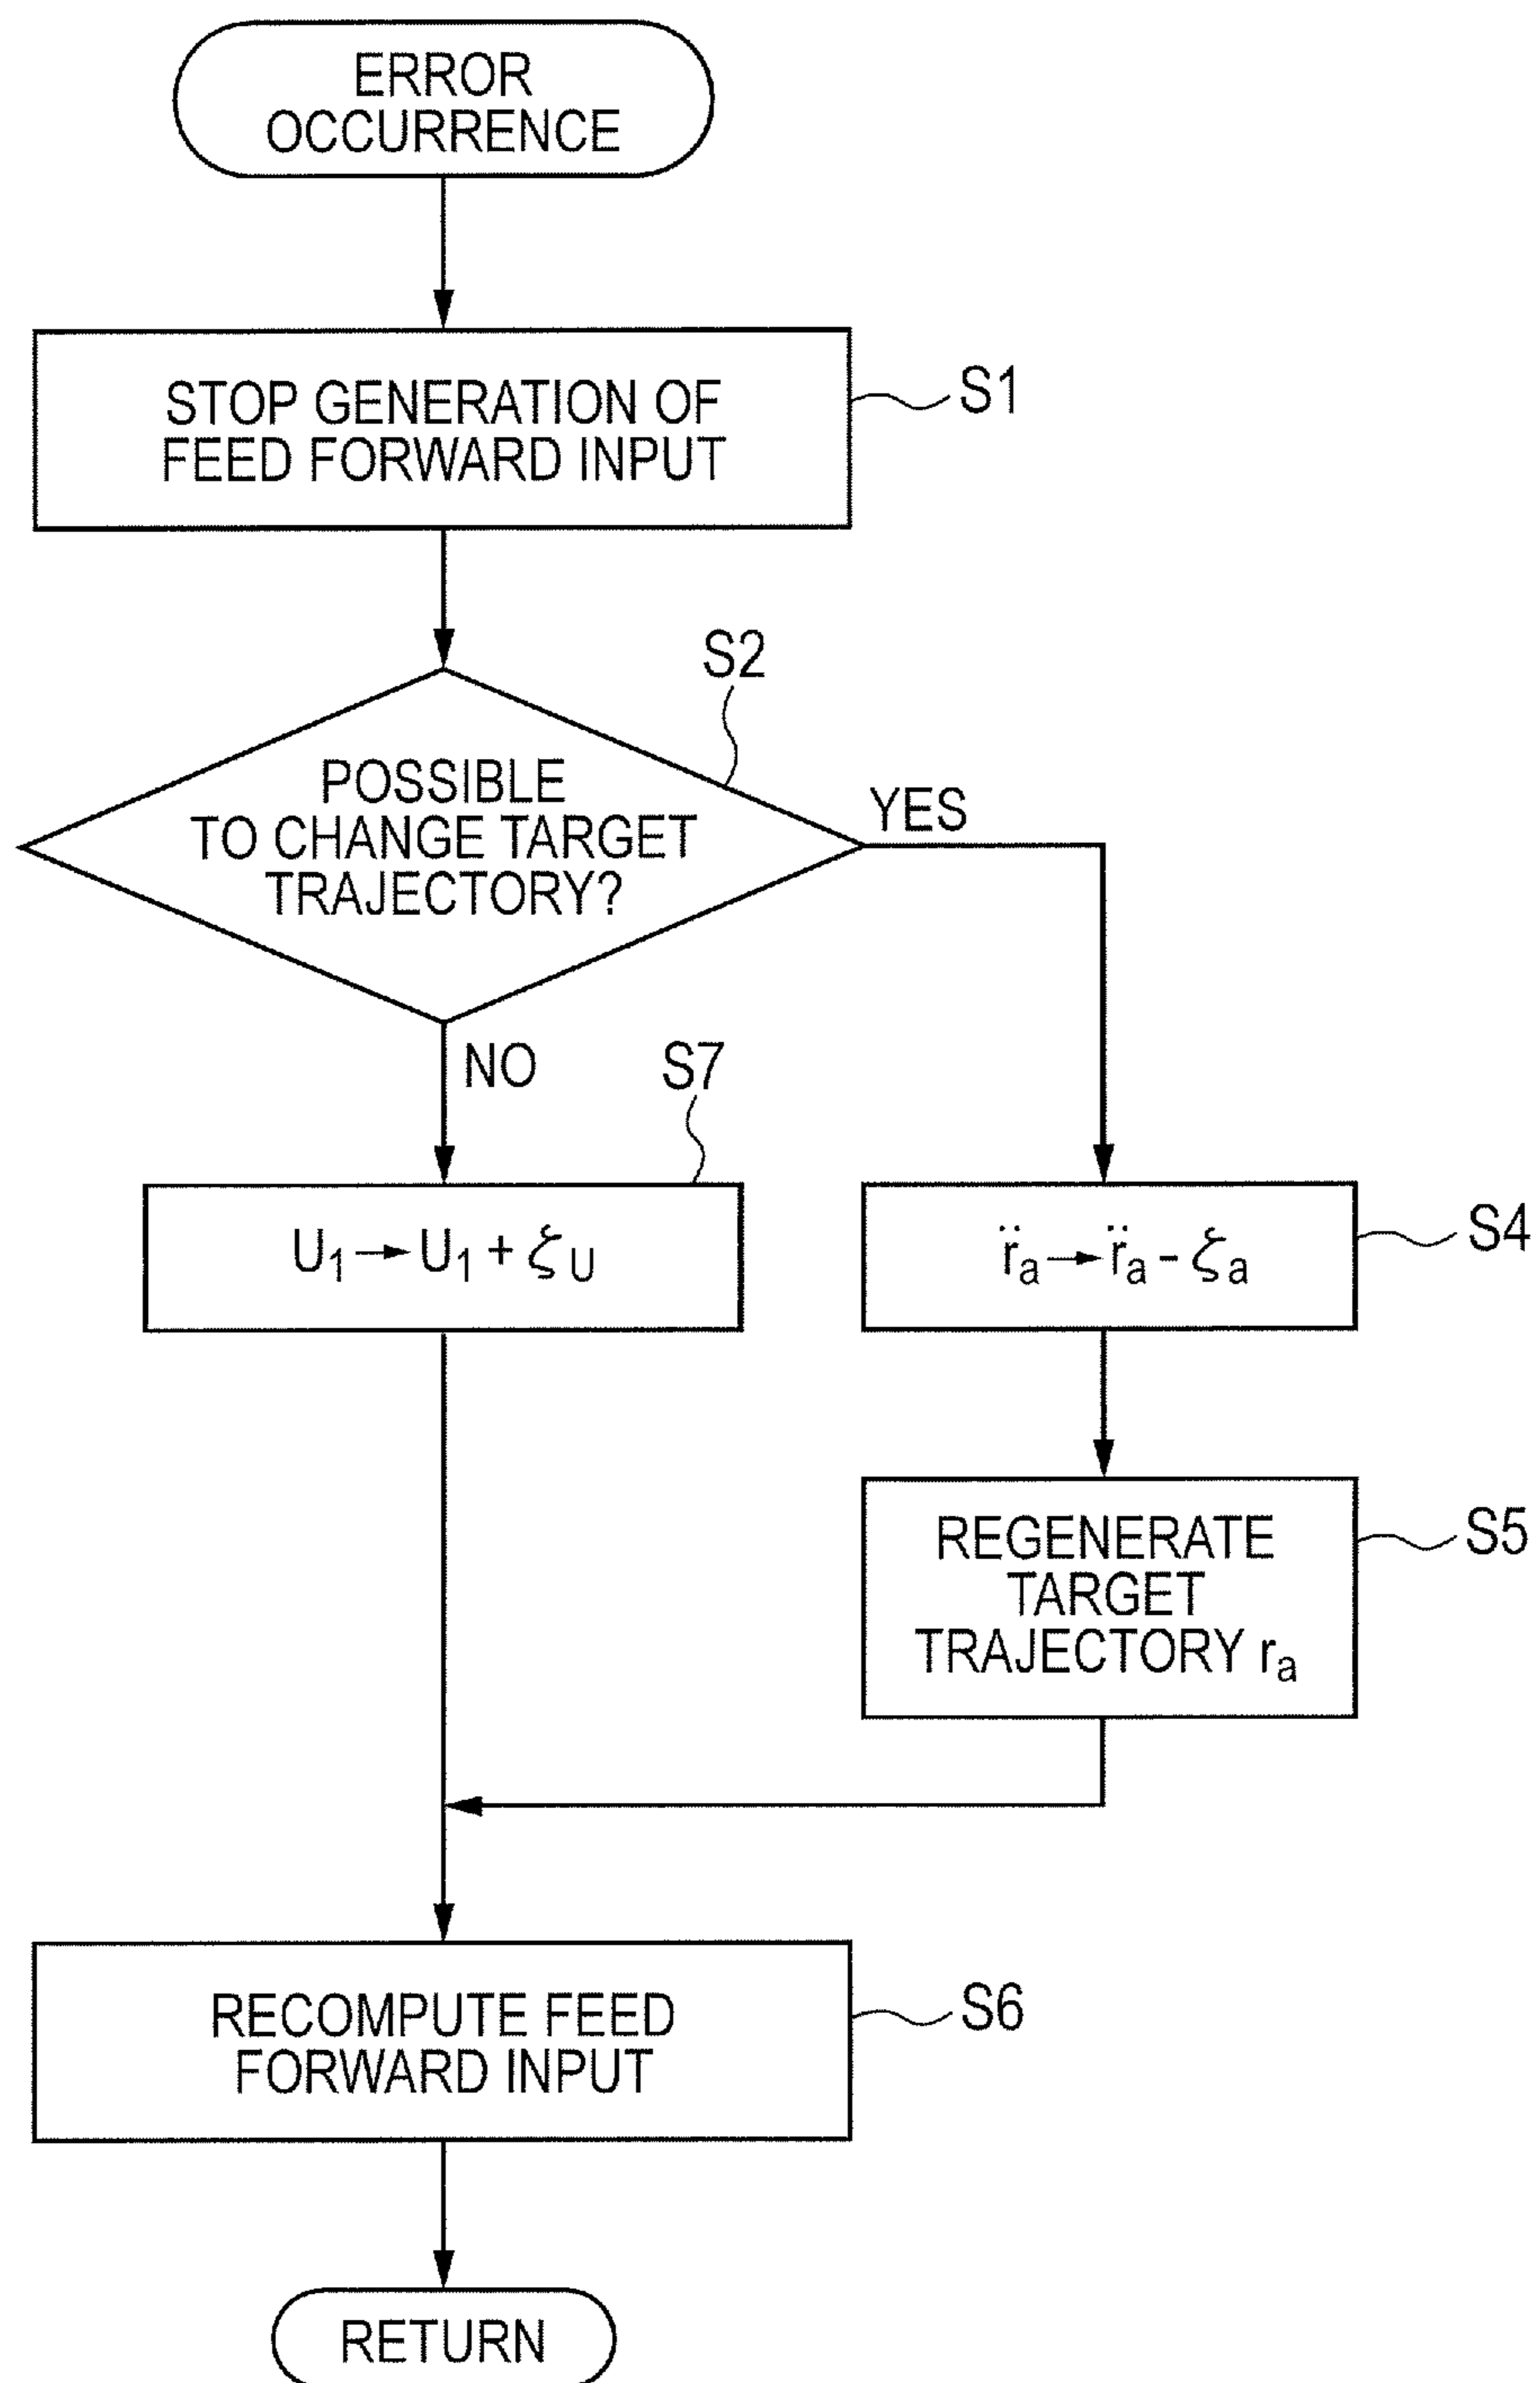 ERROR
OCCURRENCE
STOP GENERATION OF
FEED FORWARD INPUT
S1
S2
POSSIBLE
TO CHANGE TARGET
TRAJECTORY?
YES
NO
S7
U₁→U₁ + ζ_U
r̈ₐ→r̈ₐ - ζₐ
S4
REGENERATE
TARGET
TRAJECTORY rₐ
S5
RECOMPUTE FEED
FORWARD INPUT
S6
RETURN